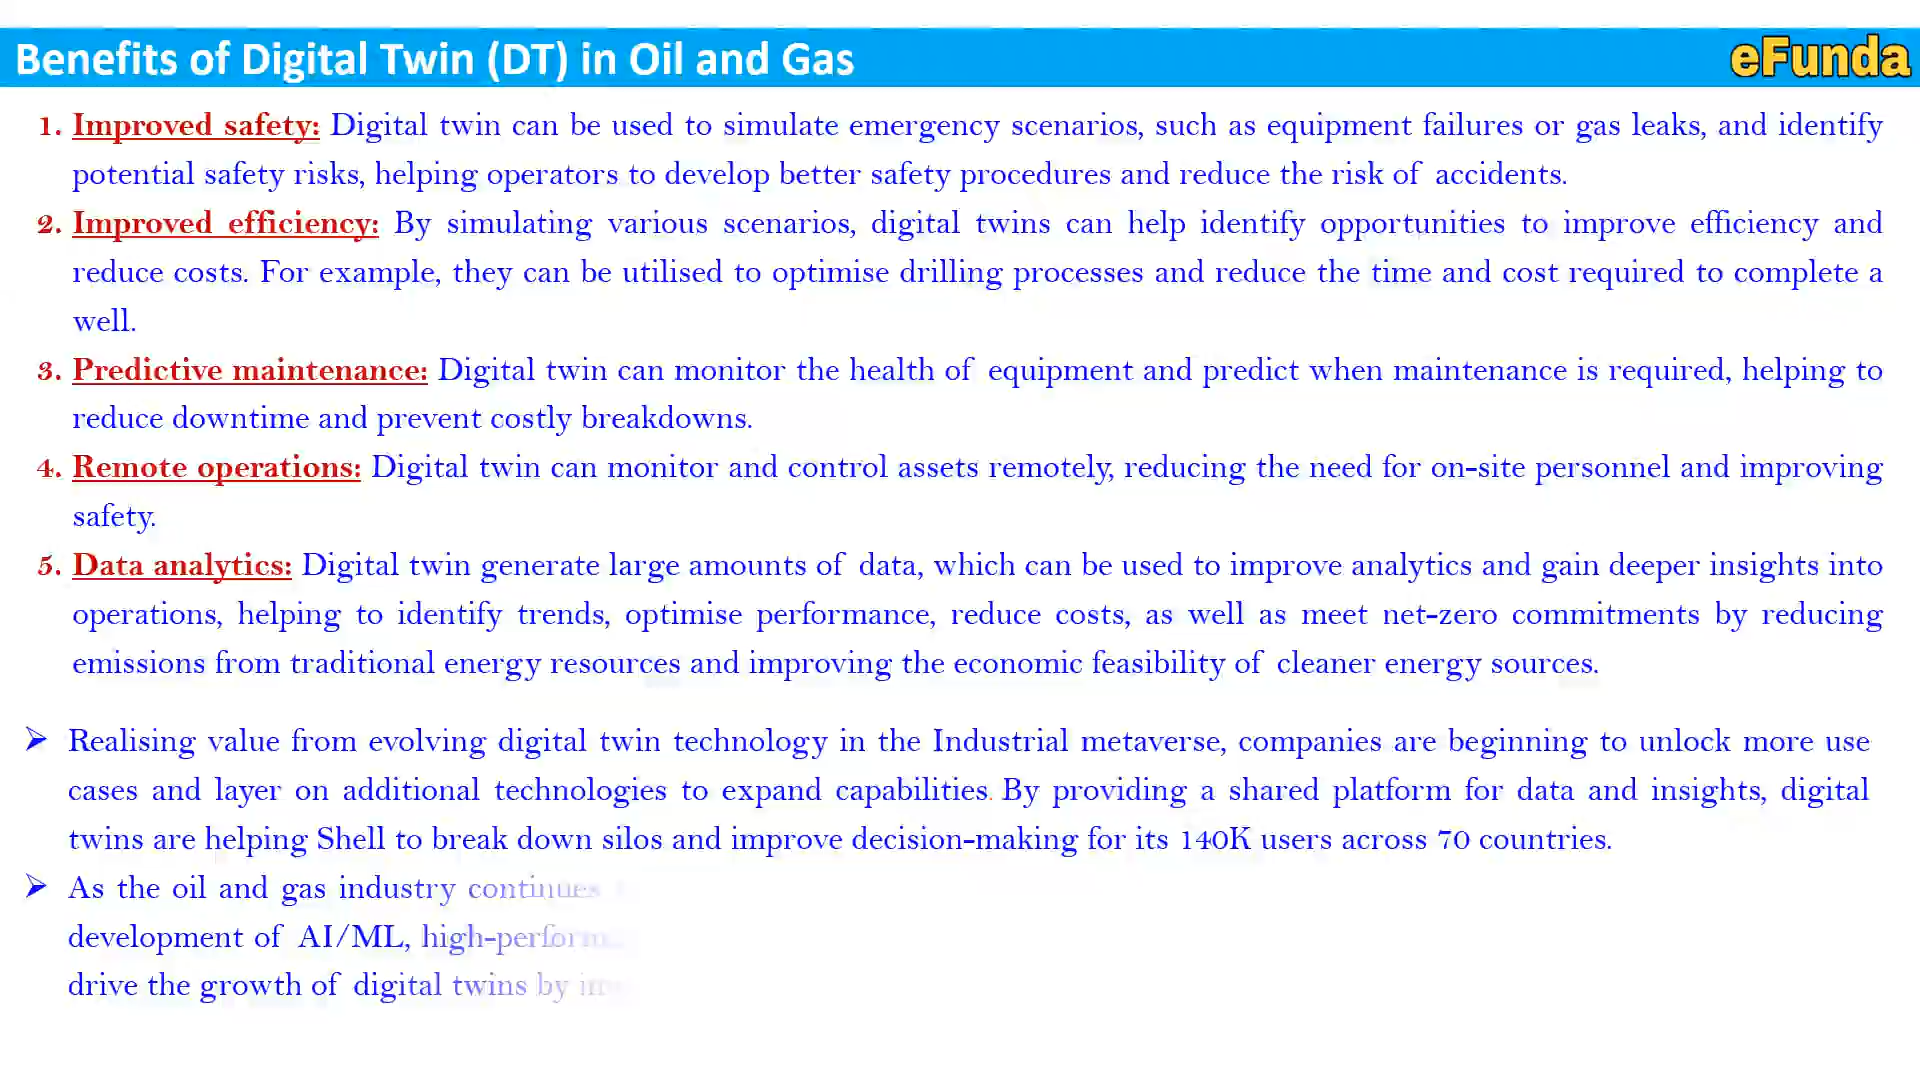 Benefits of Digital Twin (DT) in Oil and Gas
eFunda
1. Improved safety: Digital twin can be used to simulate emergency scenarios, such as equipment failures or gas leaks, and identify
potential safety risks, helping operators to develop better safety procedures and reduce the risk of accidents.
2. Improved efficiency: By simulating various scenarios, digital twins can help identify opportunities to improve efficiency and
reduce costs. For example, they can be utilised to optimise drilling processes and reduce the time and cost required to complete a
well.
3. Predictive maintenance: Digital twin can monitor the health of equipment and predict when maintenance is required, helping to
reduce downtime and prevent costly breakdowns.
4. Remote operations: Digital twin can monitor and control assets remotely, reducing the need for on-site personnel and improving
safety.
5. Data analytics: Digital twin generate large amounts of data, which can be used to improve analytics and gain deeper insights into
operations, helping to identify trends, optimise performance, reduce costs, as well as meet net-zero commitments by reducing
emissions from traditional energy resources and improving the economic feasibility of cleaner energy sources.
➢ Realising value from evolving digital twin technology in the Industrial metaverse, companies are beginning to unlock more use
cases and layer on additional technologies to expand capabilities. By providing a shared platform for data and insights, digital
twins are helping Shell to break down silos and improve decision-making for its 140K users across 70 countries.
➢ As the oil and gas industry continues
development of AI/ML,
drive the growth of digital twins by